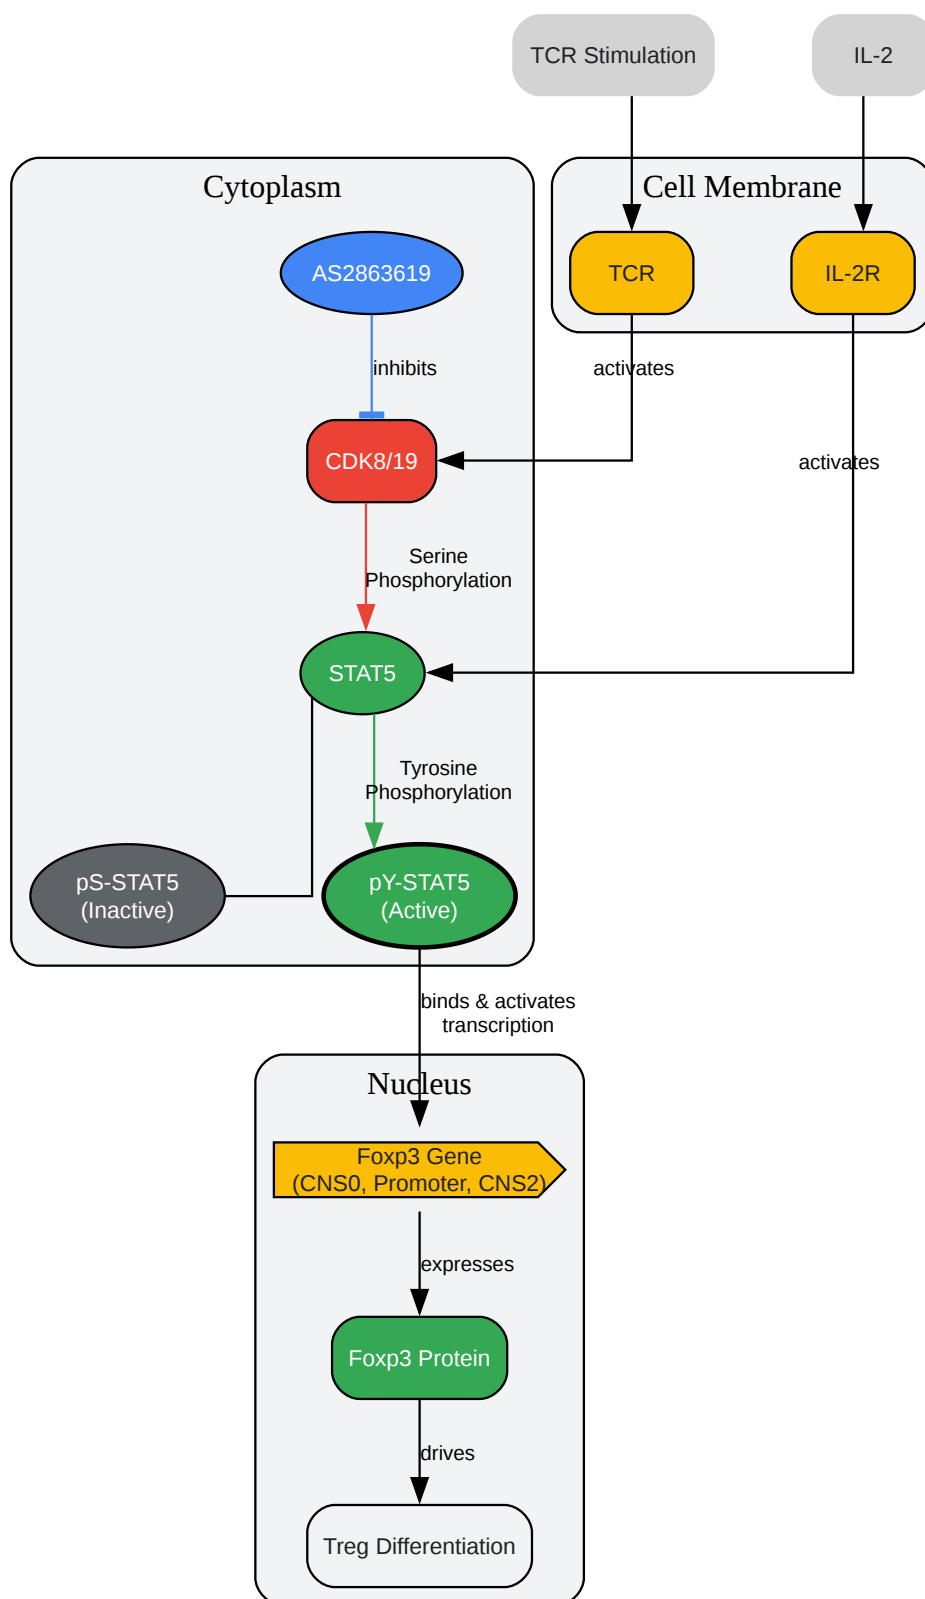 TCR Stimulation
IL-2
Cytoplasm
Cell Membrane
AS2863619
TCR
IL-2R
inhibits
activates
CDK8/19
activates
Serine
Phosphorylation
STAT5
Tyrosine
Phosphorylation
pS-STAT5
(Inactive)
pY-STAT5
(Active)
binds & activates
transcription
Nucleus
Foxp3 Gene
(CNS0, Promoter, CNS2)
expresses
Foxp3 Protein
drives
Treg Differentiation